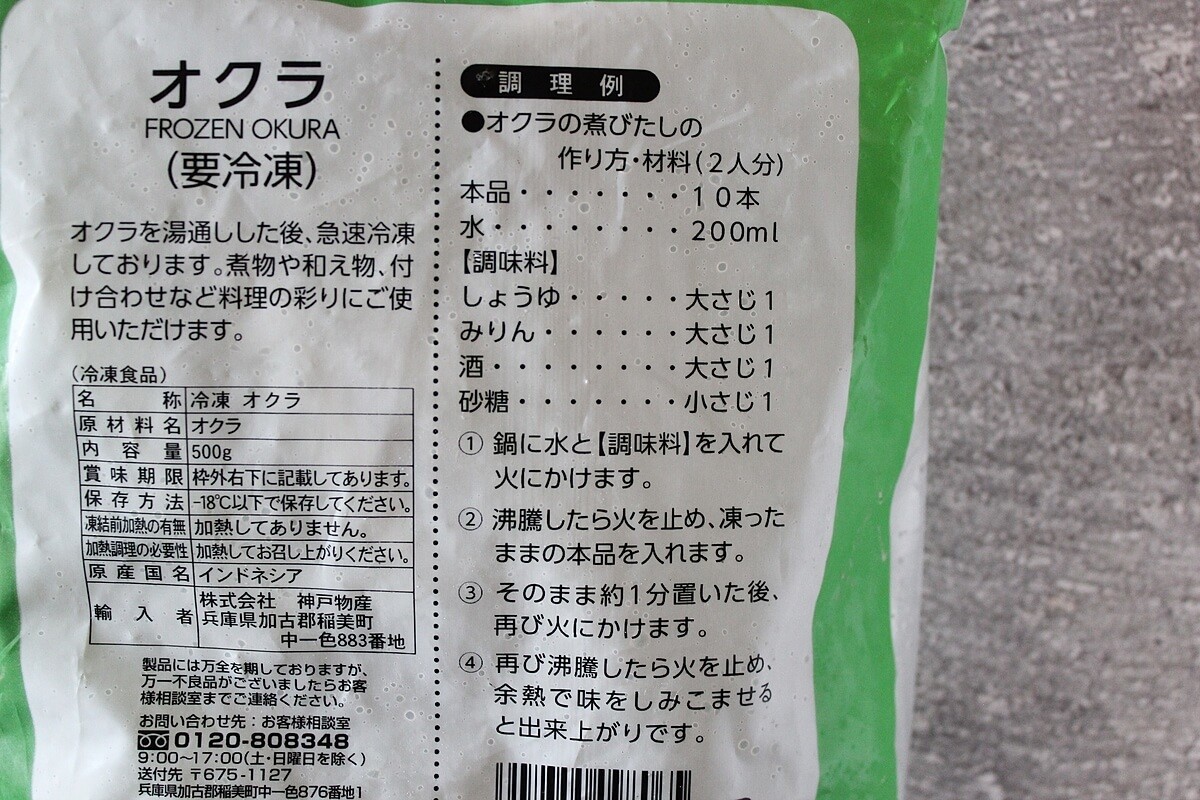 オクラ
FROZEN OKURA
(要冷凍)
オクラを湯通しした後、急速冷凍
しております。煮物や和え物、付
け合わせなど料理の彩りにご使
用いただけます。
(冷凍食品)
名称 冷凍 オクラ
原材料名 オクラ
内容量 500g
賞味期限 枠外右下に記載してあります。
保存方法 -18℃以下で保存してください。
凍結前加熱の有無 加熱してありません。
加熱調理の必要性 加熱してお召し上がりください。
原産国名 インドネシア
輸入者 株式会社 神戸物産
兵庫県加古郡稲美町
中一色883番地
製品には万全を期しておりますが、
万一不良品がございましたらお客
様相談室までご連絡ください。
お問い合わせ先:お客様相談室
0120-808348
9:00~17:00(土・日曜日を除く)
送付先 〒675-1127
兵庫県加古郡稲美町中一色876番地1
調理例
●オクラの煮びたしの
作り方・材料(2人分)
本品・・・・・・・10本
水・・・・・・・・200ml
【調味料】
しょうゆ・・・・・大さじ1
みりん・・・・・・大さじ1
酒・・・・・・・・大さじ1
砂糖・・・・・・・小さじ1
① 鍋に水と【調味料】を入れて
火にかけます。
② 沸騰したら火を止め、凍った
ままの本品を入れます。
③ そのまま約1分置いた後、
再び火にかけます。
④ 再び沸騰したら火を止め、
余熱で味をしみこませる
と出来上がりです。